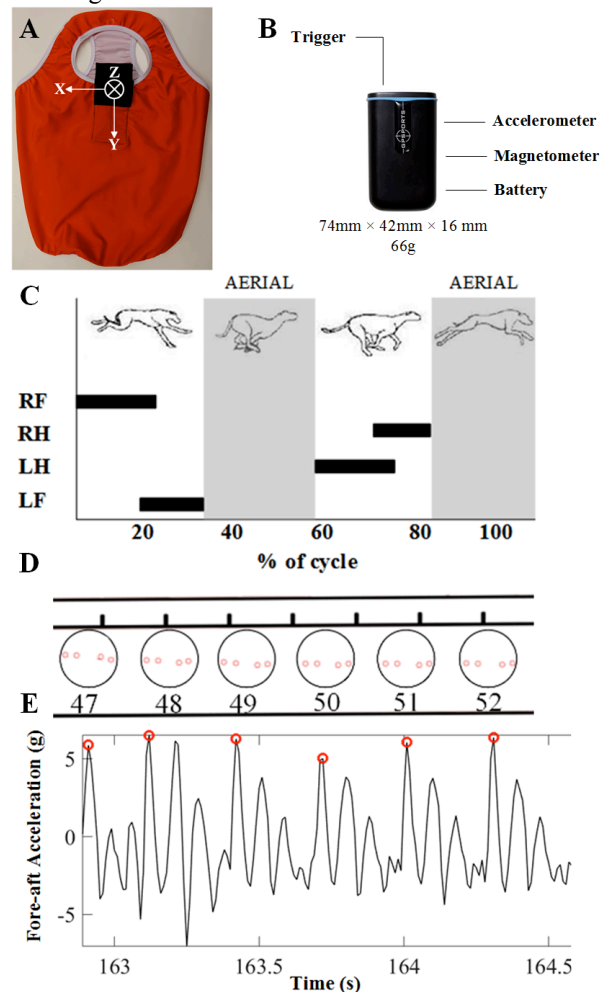 A
Z
X
Y
B
Trigger
GPSPORTS
Accelerometer
Magnetometer
Battery
74mm × 42mm × 16 mm
66g
C
AERIAL AERIAL
RF
RH
LH
LF
20 40 60 80 100
% of cycle
D
47 48 49 50 51 52
E
Fore-aft Acceleration (g)
5
0
-5
163 163.5 164 164.5
Time (s)